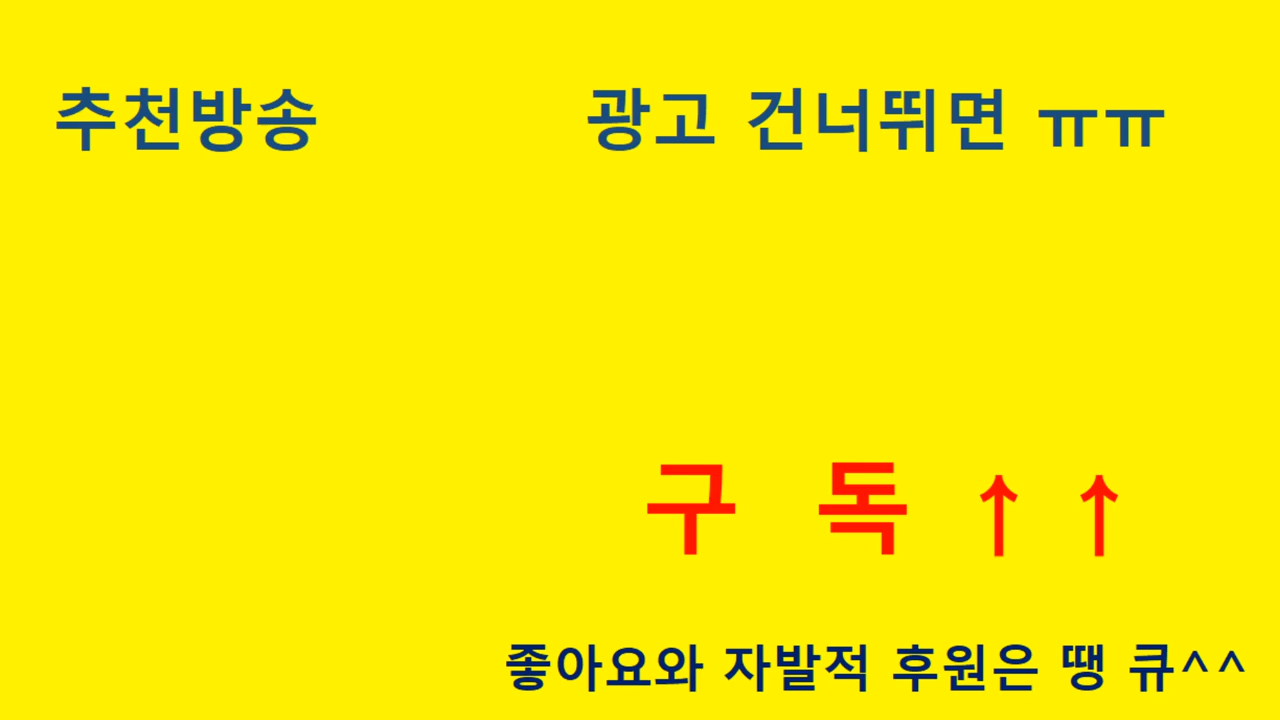 추천방송
광고 건너뛰면 ㅠㅠ
구 독 ↑ ↑
좋아요와 자발적 후원은 땡 큐^^